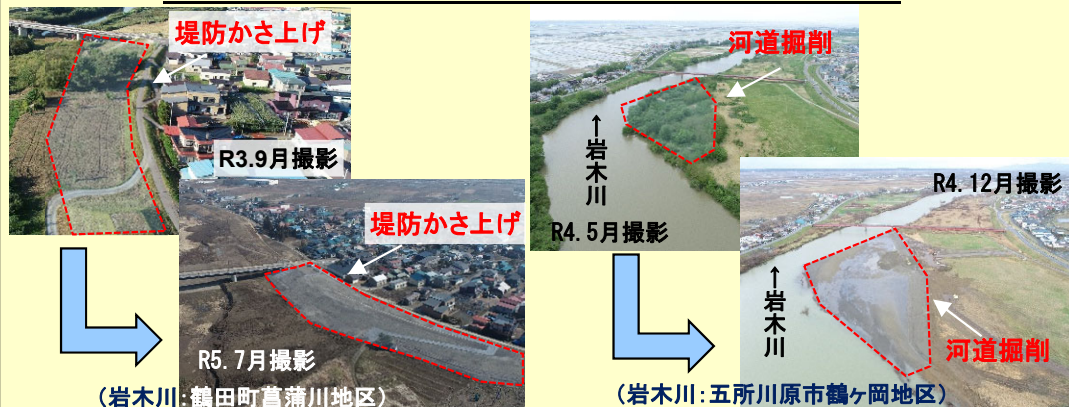 堤防かさ上げ
R3.9月撮影
堤防かさ上げ
R5.7月撮影
(岩木川:鶴田町菖蒲川地区)
河道掘削
↑岩木川
R4.5月撮影
R4.12月撮影
↑岩木川
河道掘削
(岩木川:五所川原市鶴ヶ岡地区)